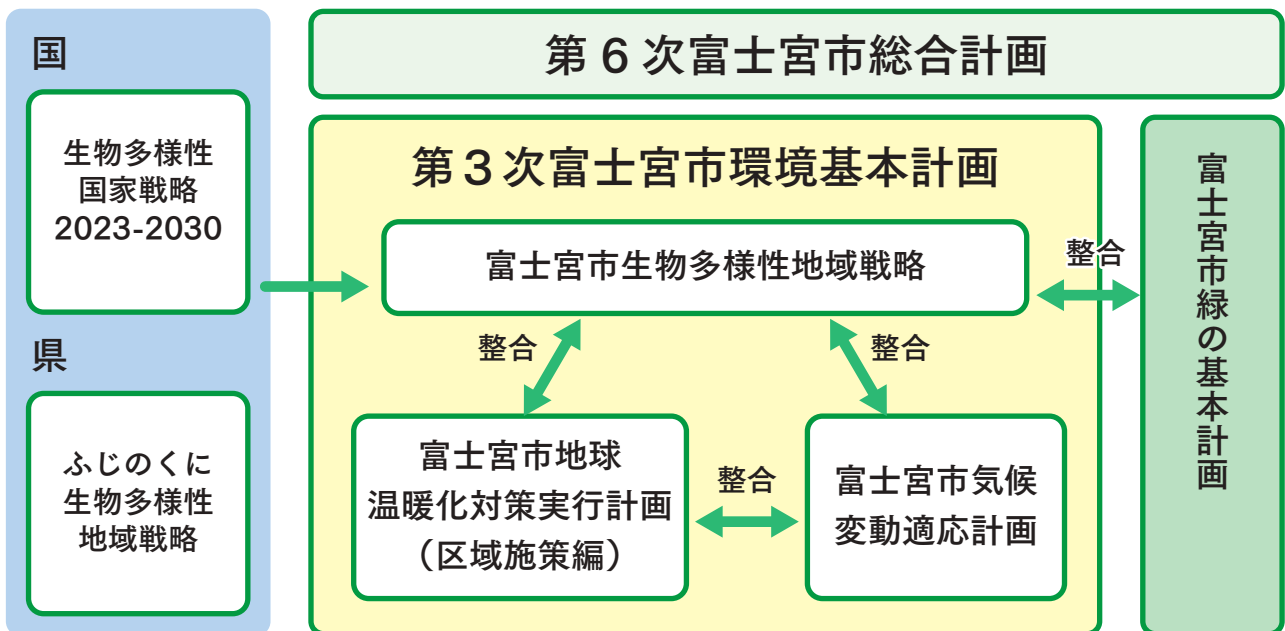 国
生物多様性
国家戦略
2023-2030
県
ふじのくに
生物多様性
地域戦略
第6次富士宮市総合計画
第3次富士宮市環境基本計画
富士宮市生物多様性地域戦略
整合
整合
整合
富士宮市地球
温暖化対策実行計画
（区域施策編）
整合
富士宮市気候
変動適応計画
富士宮市緑の基本計画